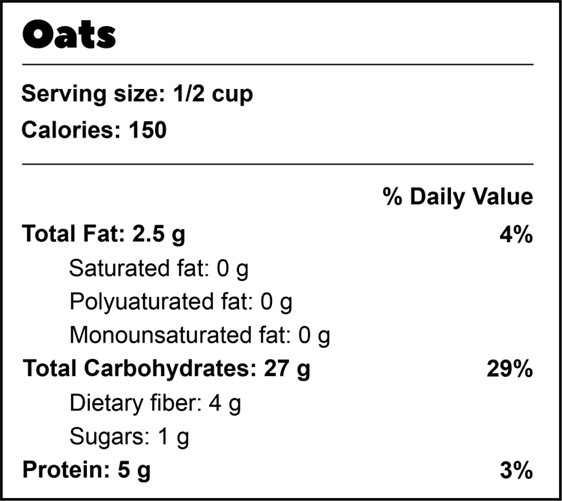 Oats
Serving size: 1/2 cup
Calories: 150
% Daily Value
Total Fat: 2.5 g 4%
Saturated fat: 0 g
Polyuaturated fat: 0 g
Monounsaturated fat: 0 g
Total Carbohydrates: 27 g 29%
Dietary fiber: 4 g
Sugars: 1 g
Protein: 5 g 3%